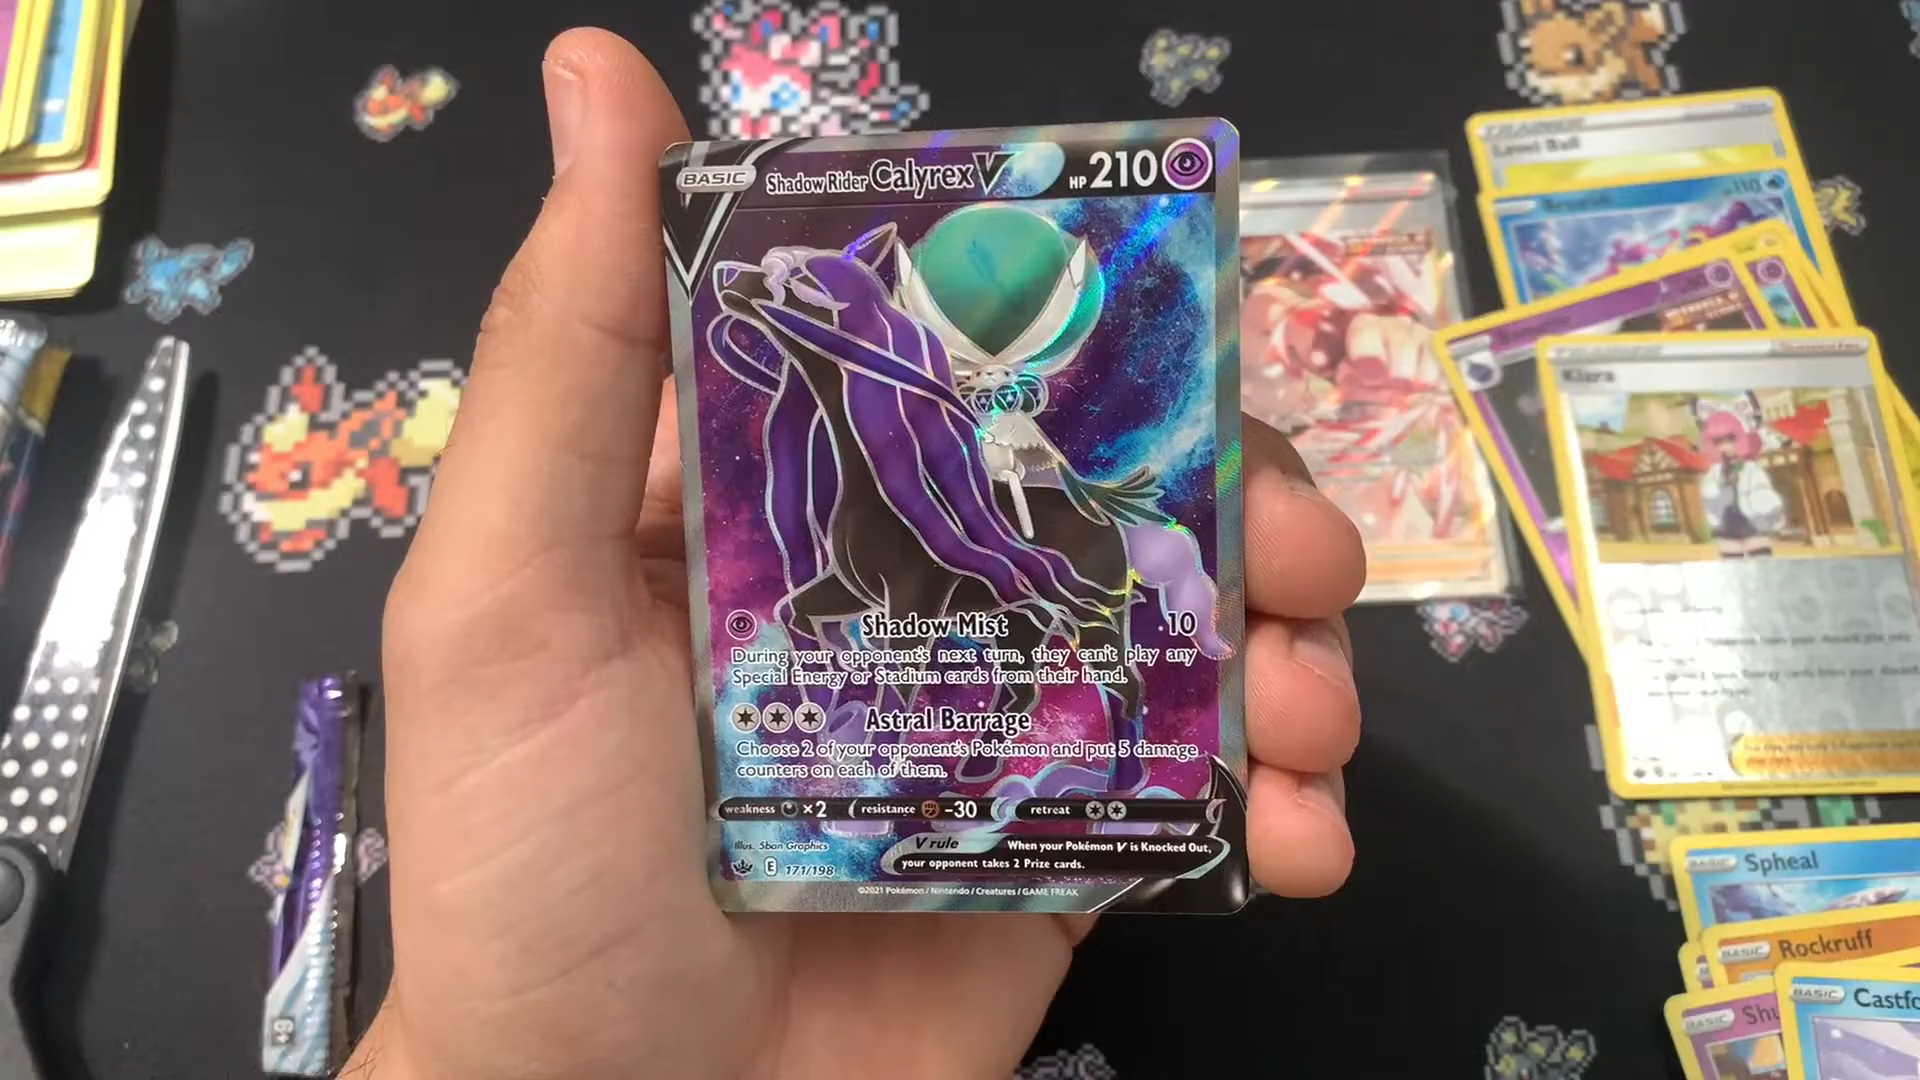 BASIC Shadow Rider Calyrex V HP 210
Shadow Mist 10
During your opponent's next turn, they can't play any
Special Energy or Stadium cards from their hand.
Astral Barrage
Choose 2 of your opponent's Pokémon and put 5 damage
counters on each of them.
weakness ×2 resistance -30 retreat
V rule When your Pokémon V is Knocked Out,
your opponent takes 2 Prize cards.
Illus. 5ban Graphics
E 171/198
©2021 Pokémon / Nintendo / Creatures / GAME FREAK
Level Ball
110
Klara
BASIC Spheal
BASIC Rockruff
BASIC Castfo
BASIC Shu